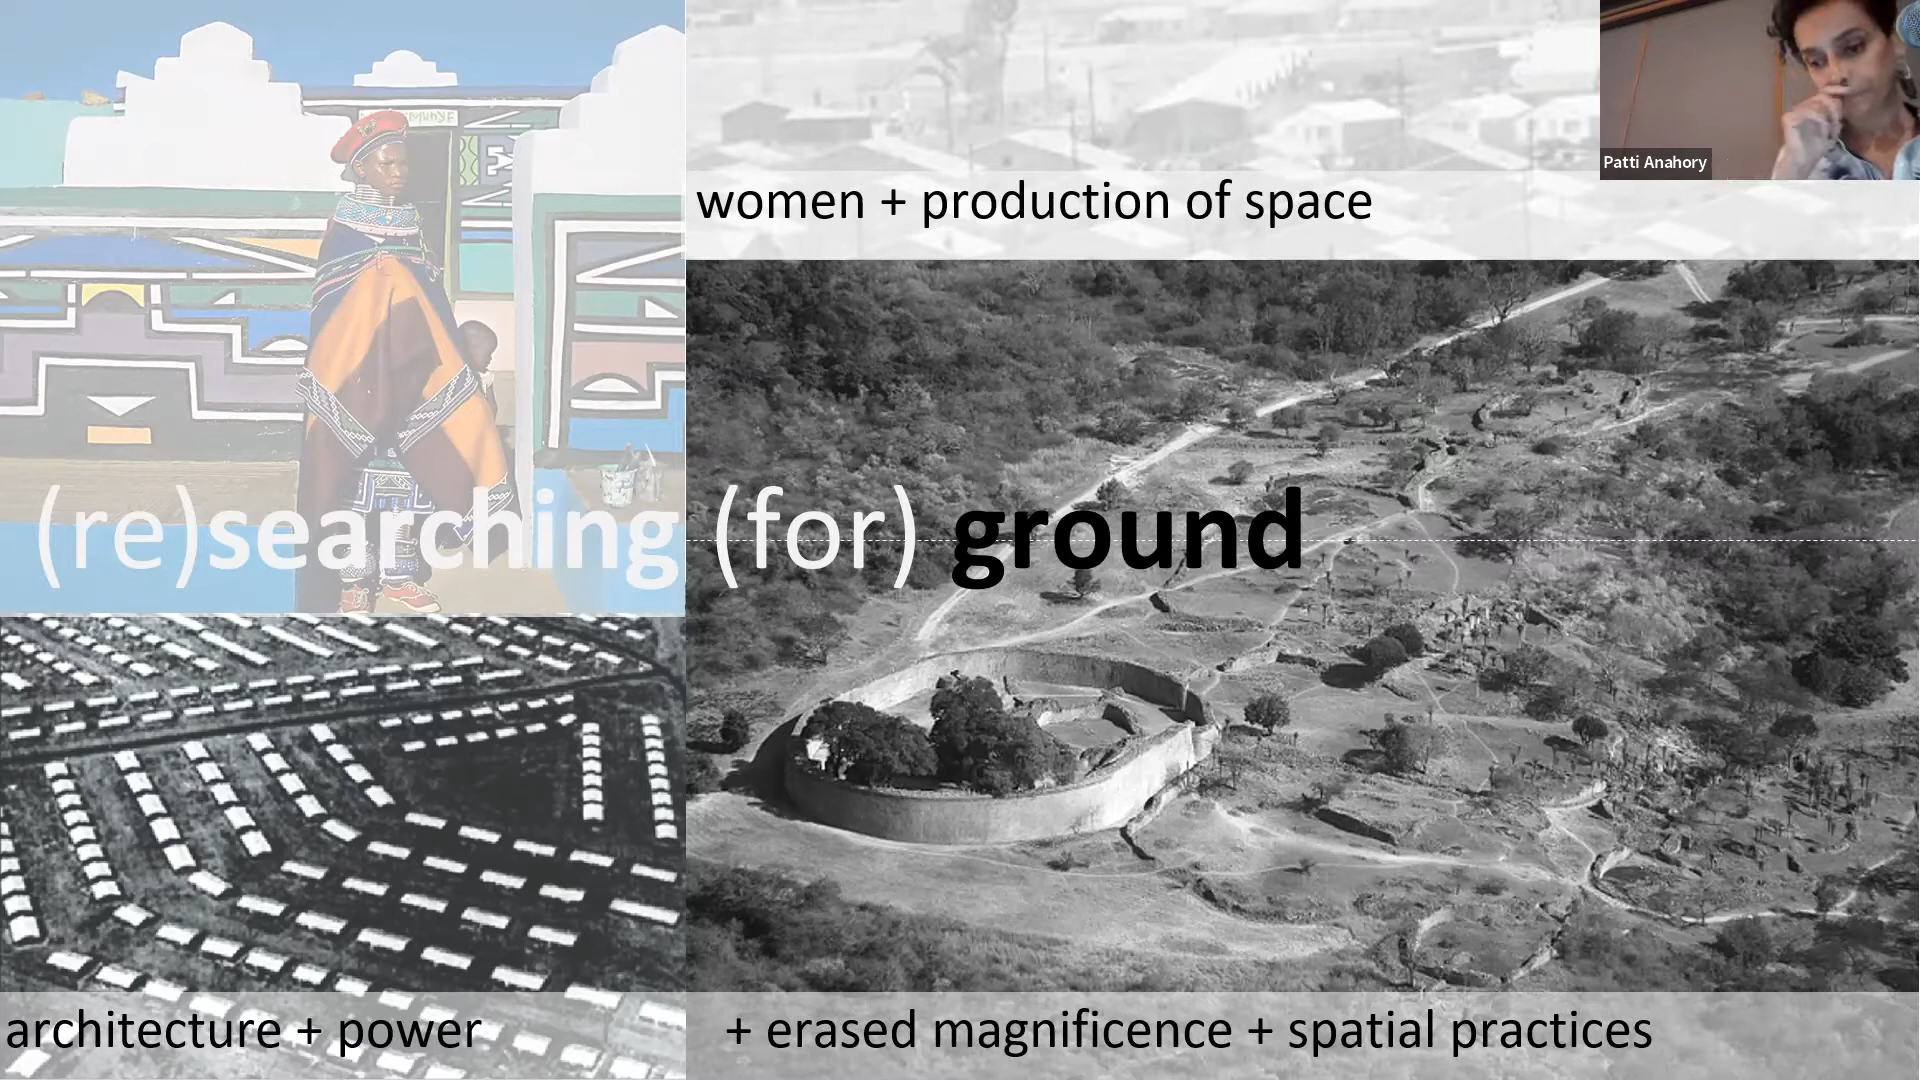 Patti Anahory
women + production of space
(re)searching (for) ground
architecture + power
+ erased magnificence + spatial practices